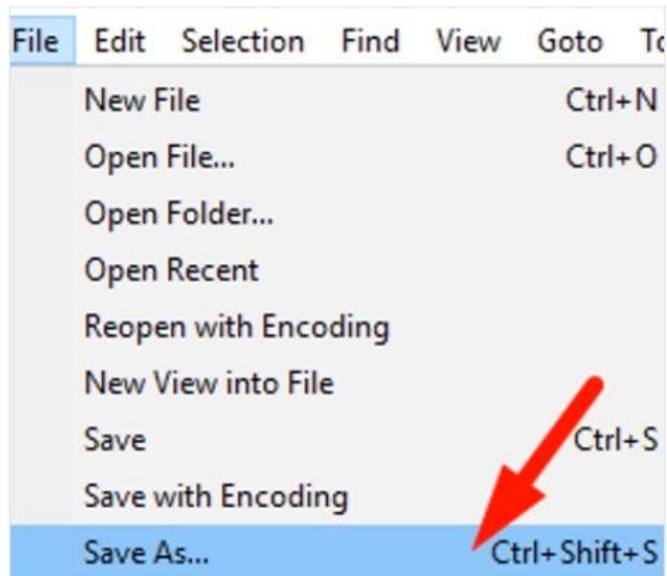 File Edit Selection Find View Goto
New File Ctrl+N
Open File... Ctrl+O
Open Folder...
Open Recent
Reopen with Encoding
New View into File
Save Ctrl+S
Save with Encoding
Save As... Ctrl+Shift+S